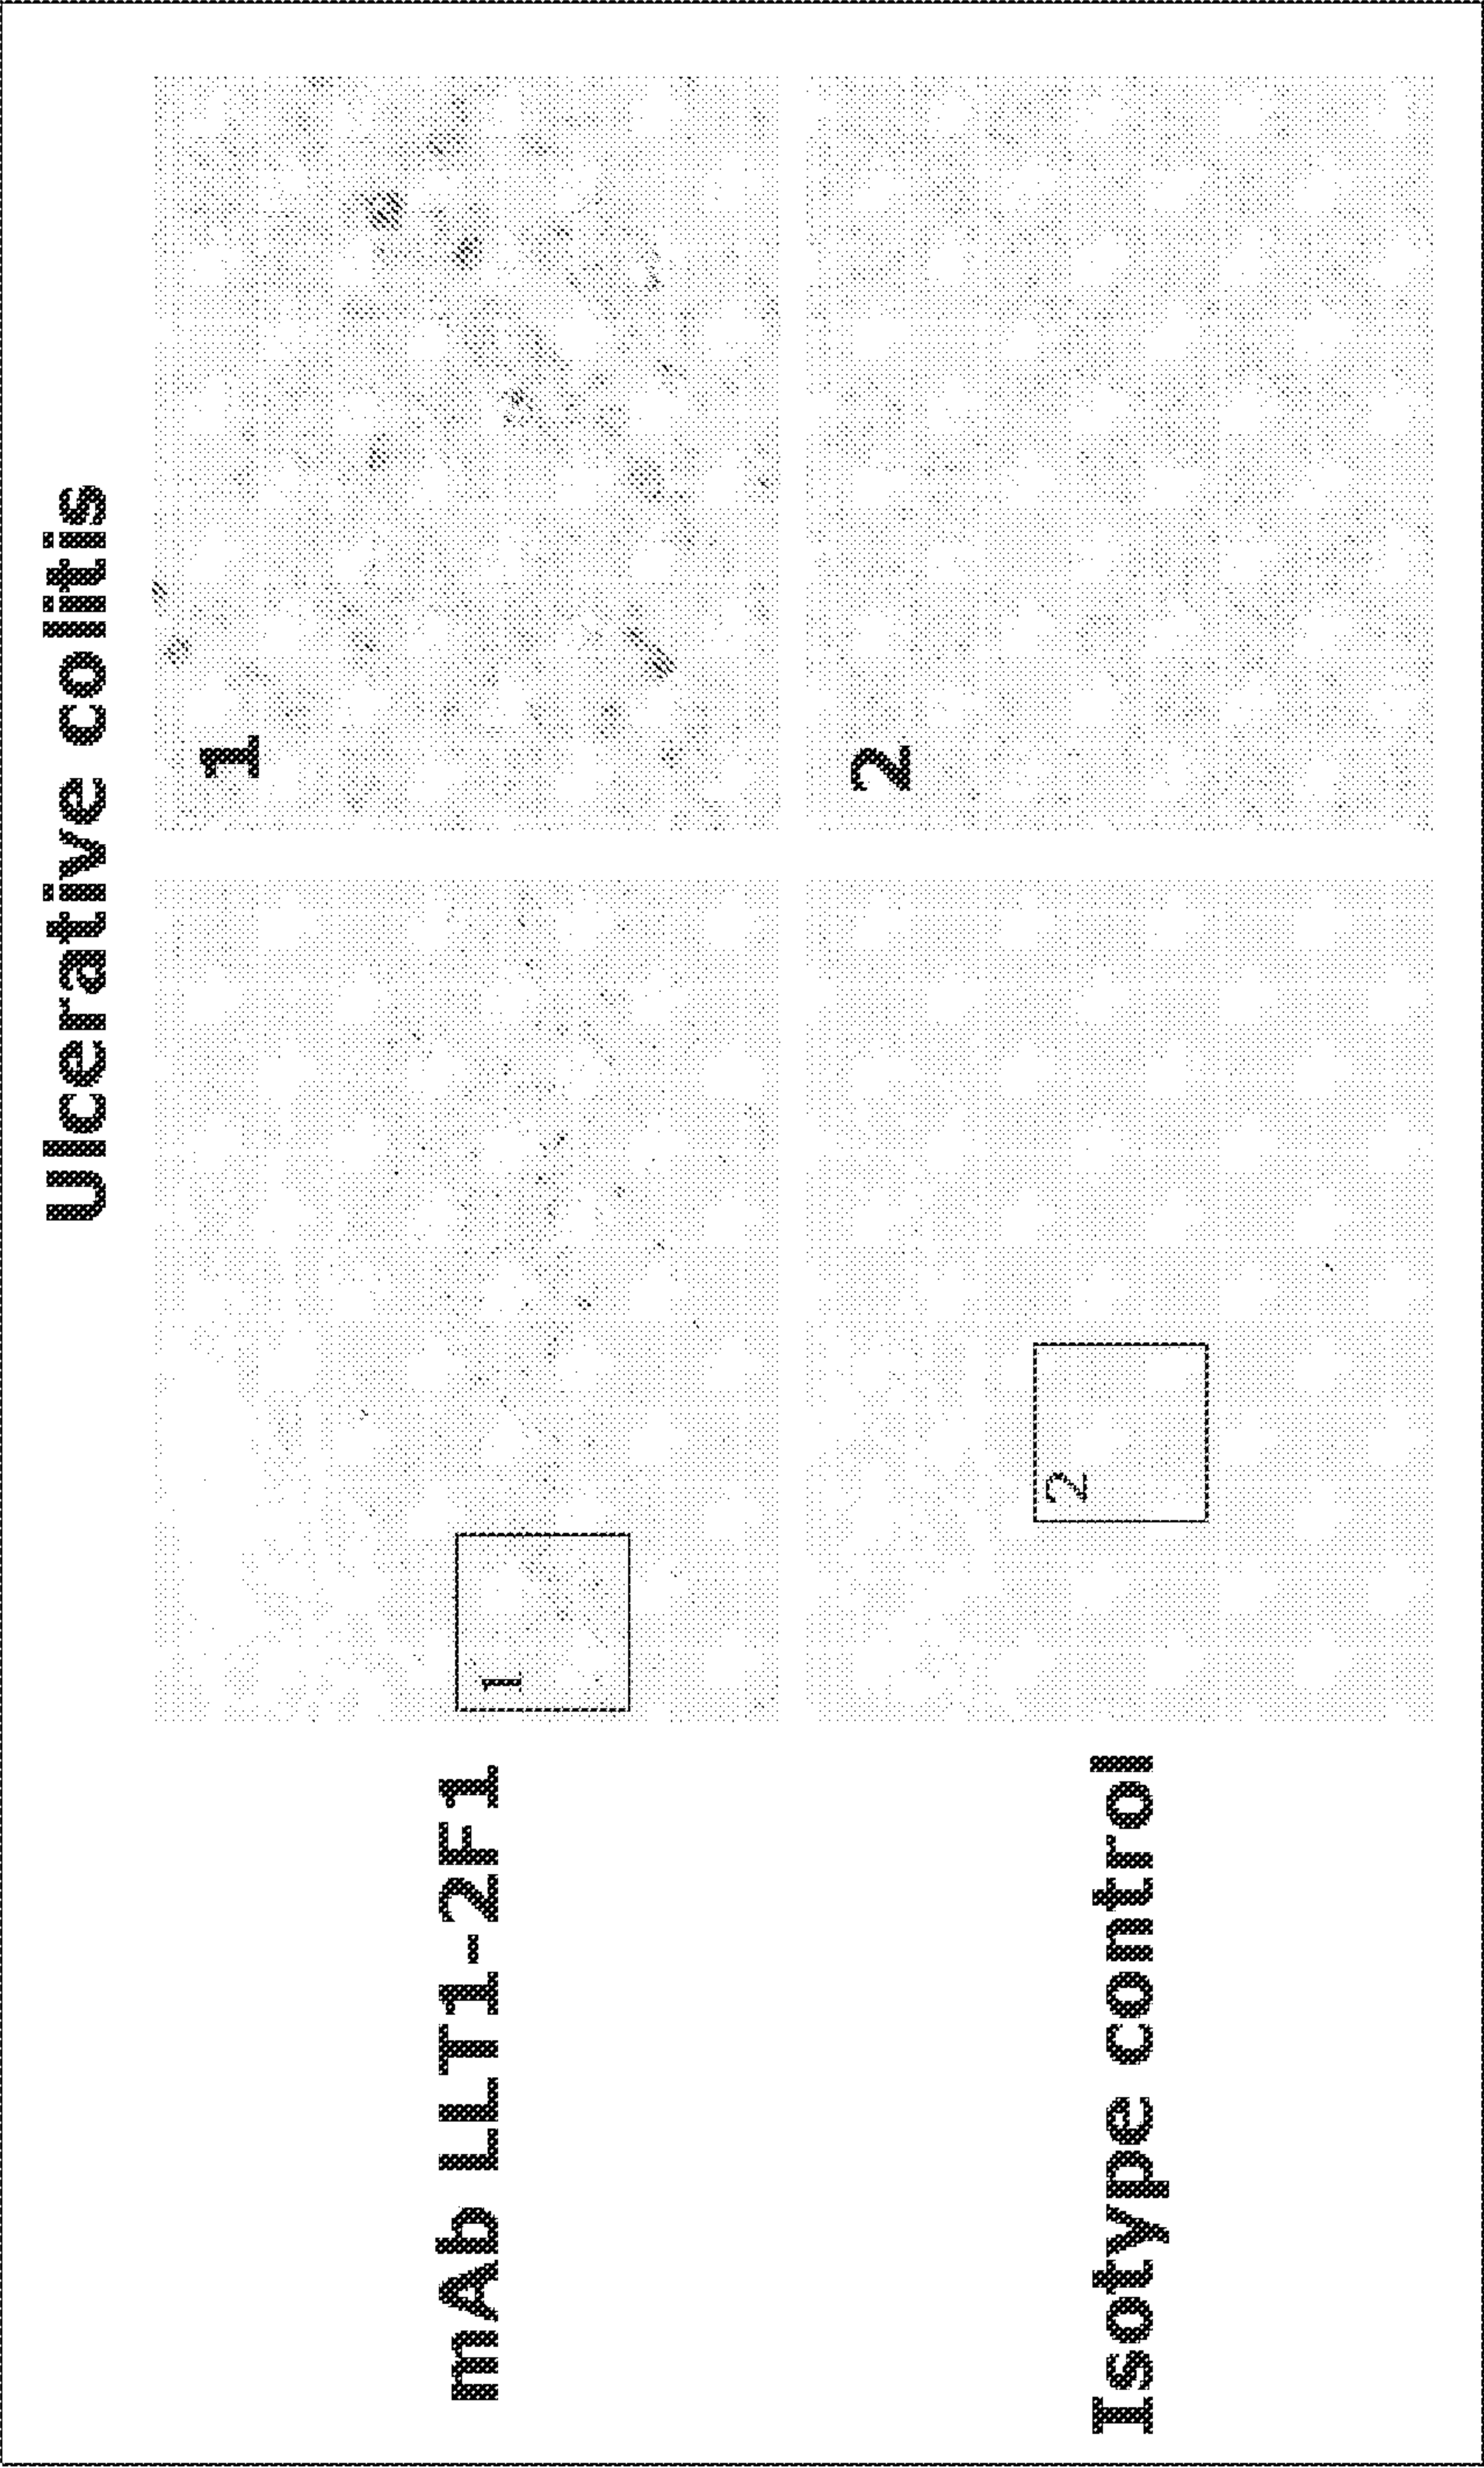 Ulcerative colitis
mAb LLT1-2F1
1
1
Isotype control
2
2